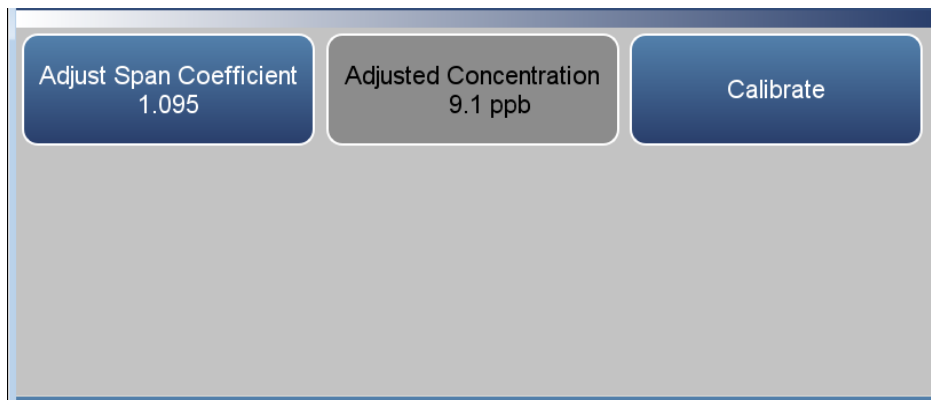 Adjust Span Coefficient
1.095
Adjusted Concentration
9.1 ppb
Calibrate